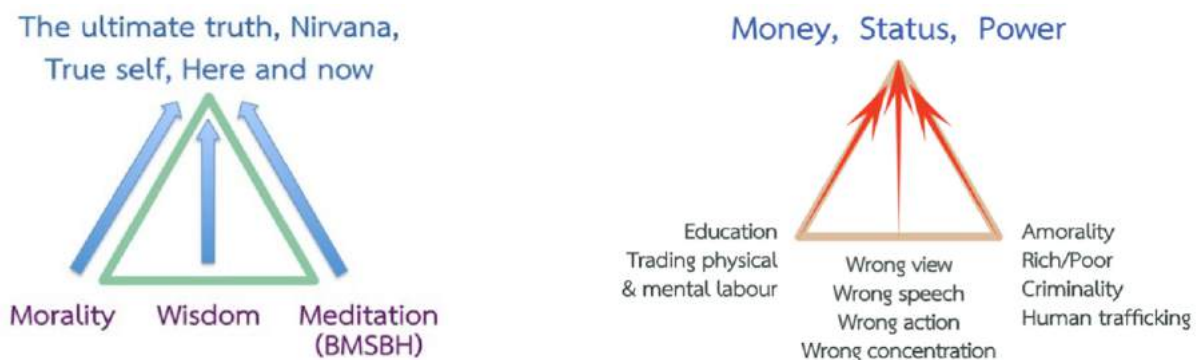 The ultimate truth, Nirvana,
True self, Here and now
Morality
Wisdom
Meditation
(BMSBH)
Money, Status, Power
Education
Trading physical
& mental labour
Wrong view
Wrong speech
Wrong action
Wrong concentration
Amorality
Rich/Poor
Criminality
Human trafficking